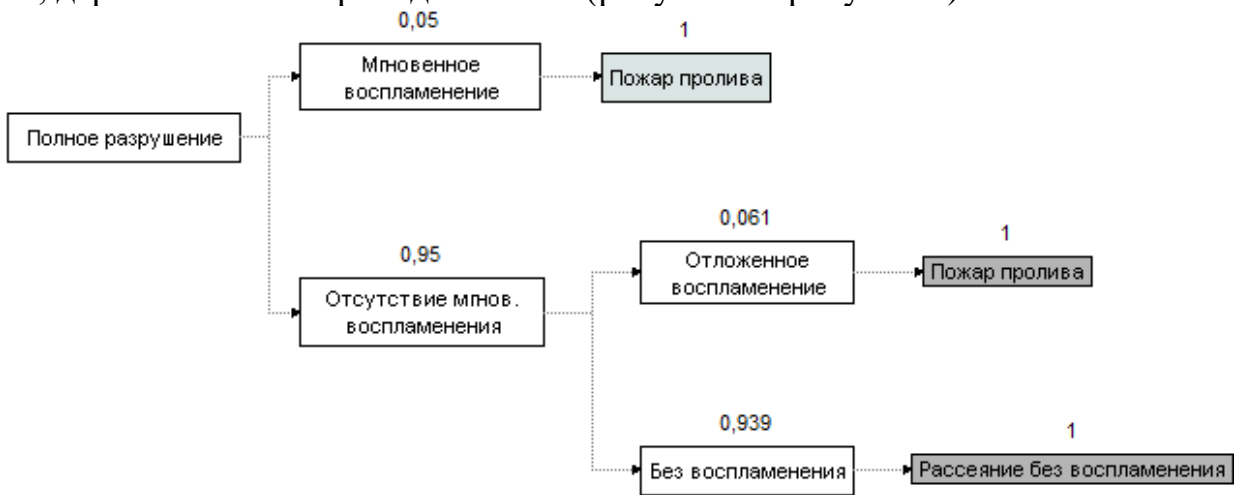 0,05
1
Мгновенное
воспламенение
Пожар пролива
Полное разрушение
0,061
1
0,95
Отложенное
воспламенение
Пожар пролива
Отсутствие мгнов.
воспламенения
0,939
1
Без воспламенения
Рассеяние без воспламенения